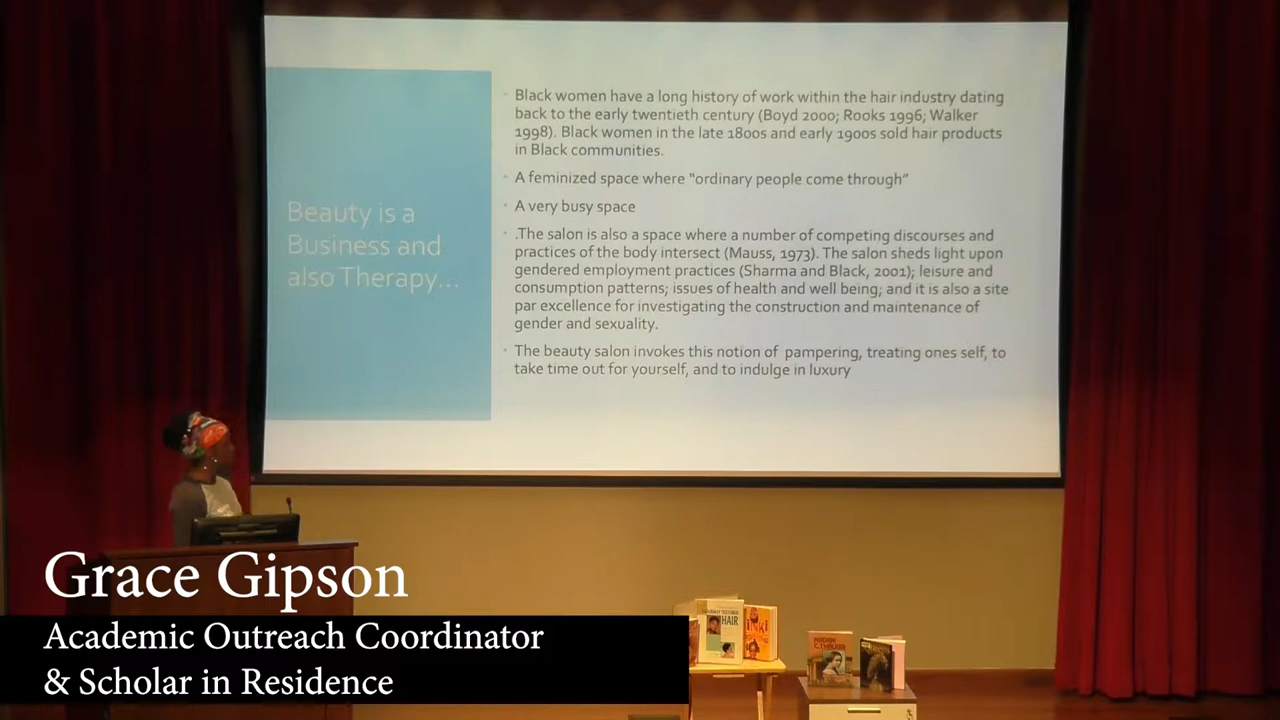 Beauty is a
Business and
also Therapy...
Black women have a long history of work within the hair industry dating
back to the early twentieth century (Boyd 2000; Rooks 1996; Walker
1998). Black women in the late 1800s and early 1900s sold hair products
in Black communities.
A feminized space where "ordinary people come through"
A very busy space
.The salon is also a space where a number of competing discourses and
practices of the body intersect (Mauss, 1973). The salon sheds light upon
gendered employment practices (Sharma and Black, 2001); leisure and
consumption patterns; issues of health and well being; and it is also a site
par excellence for investigating the construction and maintenance of
gender and sexuality.
The beauty salon invokes this notion of pampering, treating ones self, to
take time out for yourself, and to indulge in luxury
Grace Gipson
Academic Outreach Coordinator
& Scholar in Residence
HAIR
MADAM